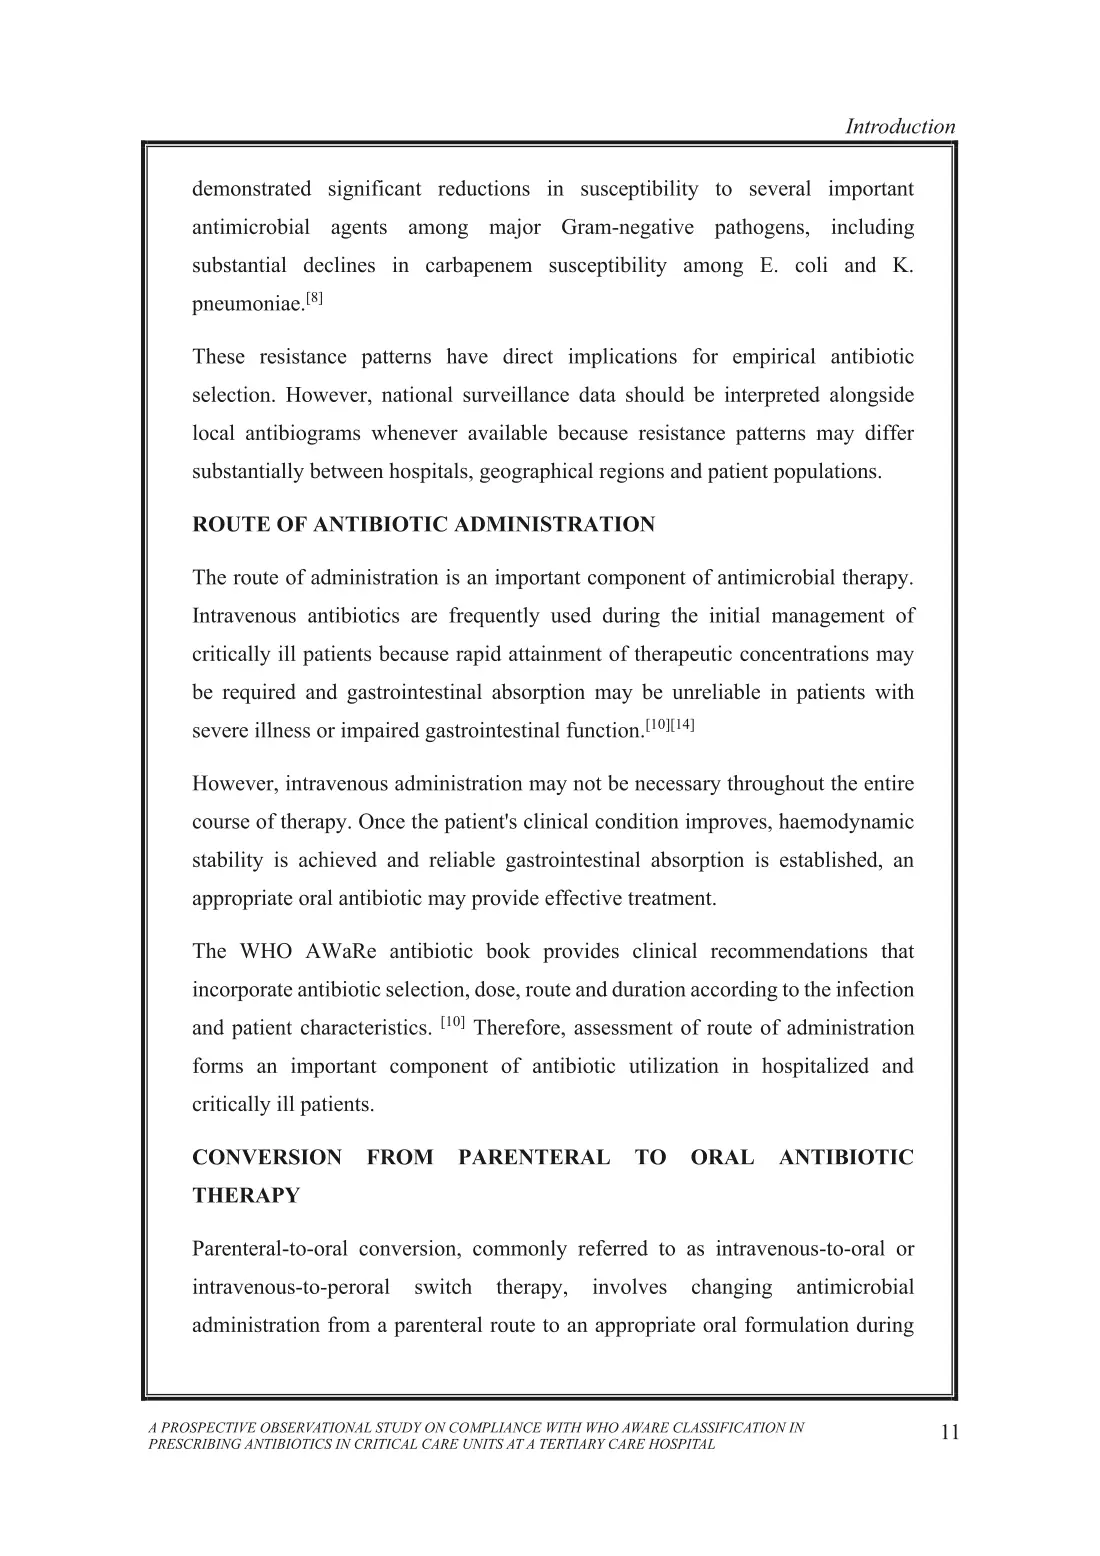 Introduction
demonstrated significant reductions in susceptibility to several important
antimicrobial agents among major Gram-negative pathogens, including
substantial declines in carbapenem susceptibility among E. coli and K.
pneumoniae.[8]
These resistance patterns have direct implications for empirical antibiotic
selection. However, national surveillance data should be interpreted alongside
local antibiograms whenever available because resistance patterns may differ
substantially between hospitals, geographical regions and patient populations.
ROUTE OF ANTIBIOTIC ADMINISTRATION
The route of administration is an important component of antimicrobial therapy.
Intravenous antibiotics are frequently used during the initial management of
critically ill patients because rapid attainment of therapeutic concentrations may
be required and gastrointestinal absorption may be unreliable in patients with
severe illness or impaired gastrointestinal function.[10][14]
However, intravenous administration may not be necessary throughout the entire
course of therapy. Once the patient's clinical condition improves, haemodynamic
stability is achieved and reliable gastrointestinal absorption is established, an
appropriate oral antibiotic may provide effective treatment.
The WHO AWaRe antibiotic book provides clinical recommendations that
incorporate antibiotic selection, dose, route and duration according to the infection
and patient characteristics. [10] Therefore, assessment of route of administration
forms an important component of antibiotic utilization in hospitalized and
critically ill patients.
CONVERSION FROM PARENTERAL TO ORAL ANTIBIOTIC
THERAPY
Parenteral-to-oral conversion, commonly referred to as intravenous-to-oral or
intravenous-to-peroral switch therapy, involves changing antimicrobial
administration from a parenteral route to an appropriate oral formulation during
A PROSPECTIVE OBSERVATIONAL STUDY ON COMPLIANCE WITH WHO AWARE CLASSIFICATION IN
PRESCRIBING ANTIBIOTICS IN CRITICAL CARE UNITS AT A TERTIARY CARE HOSPITAL
11